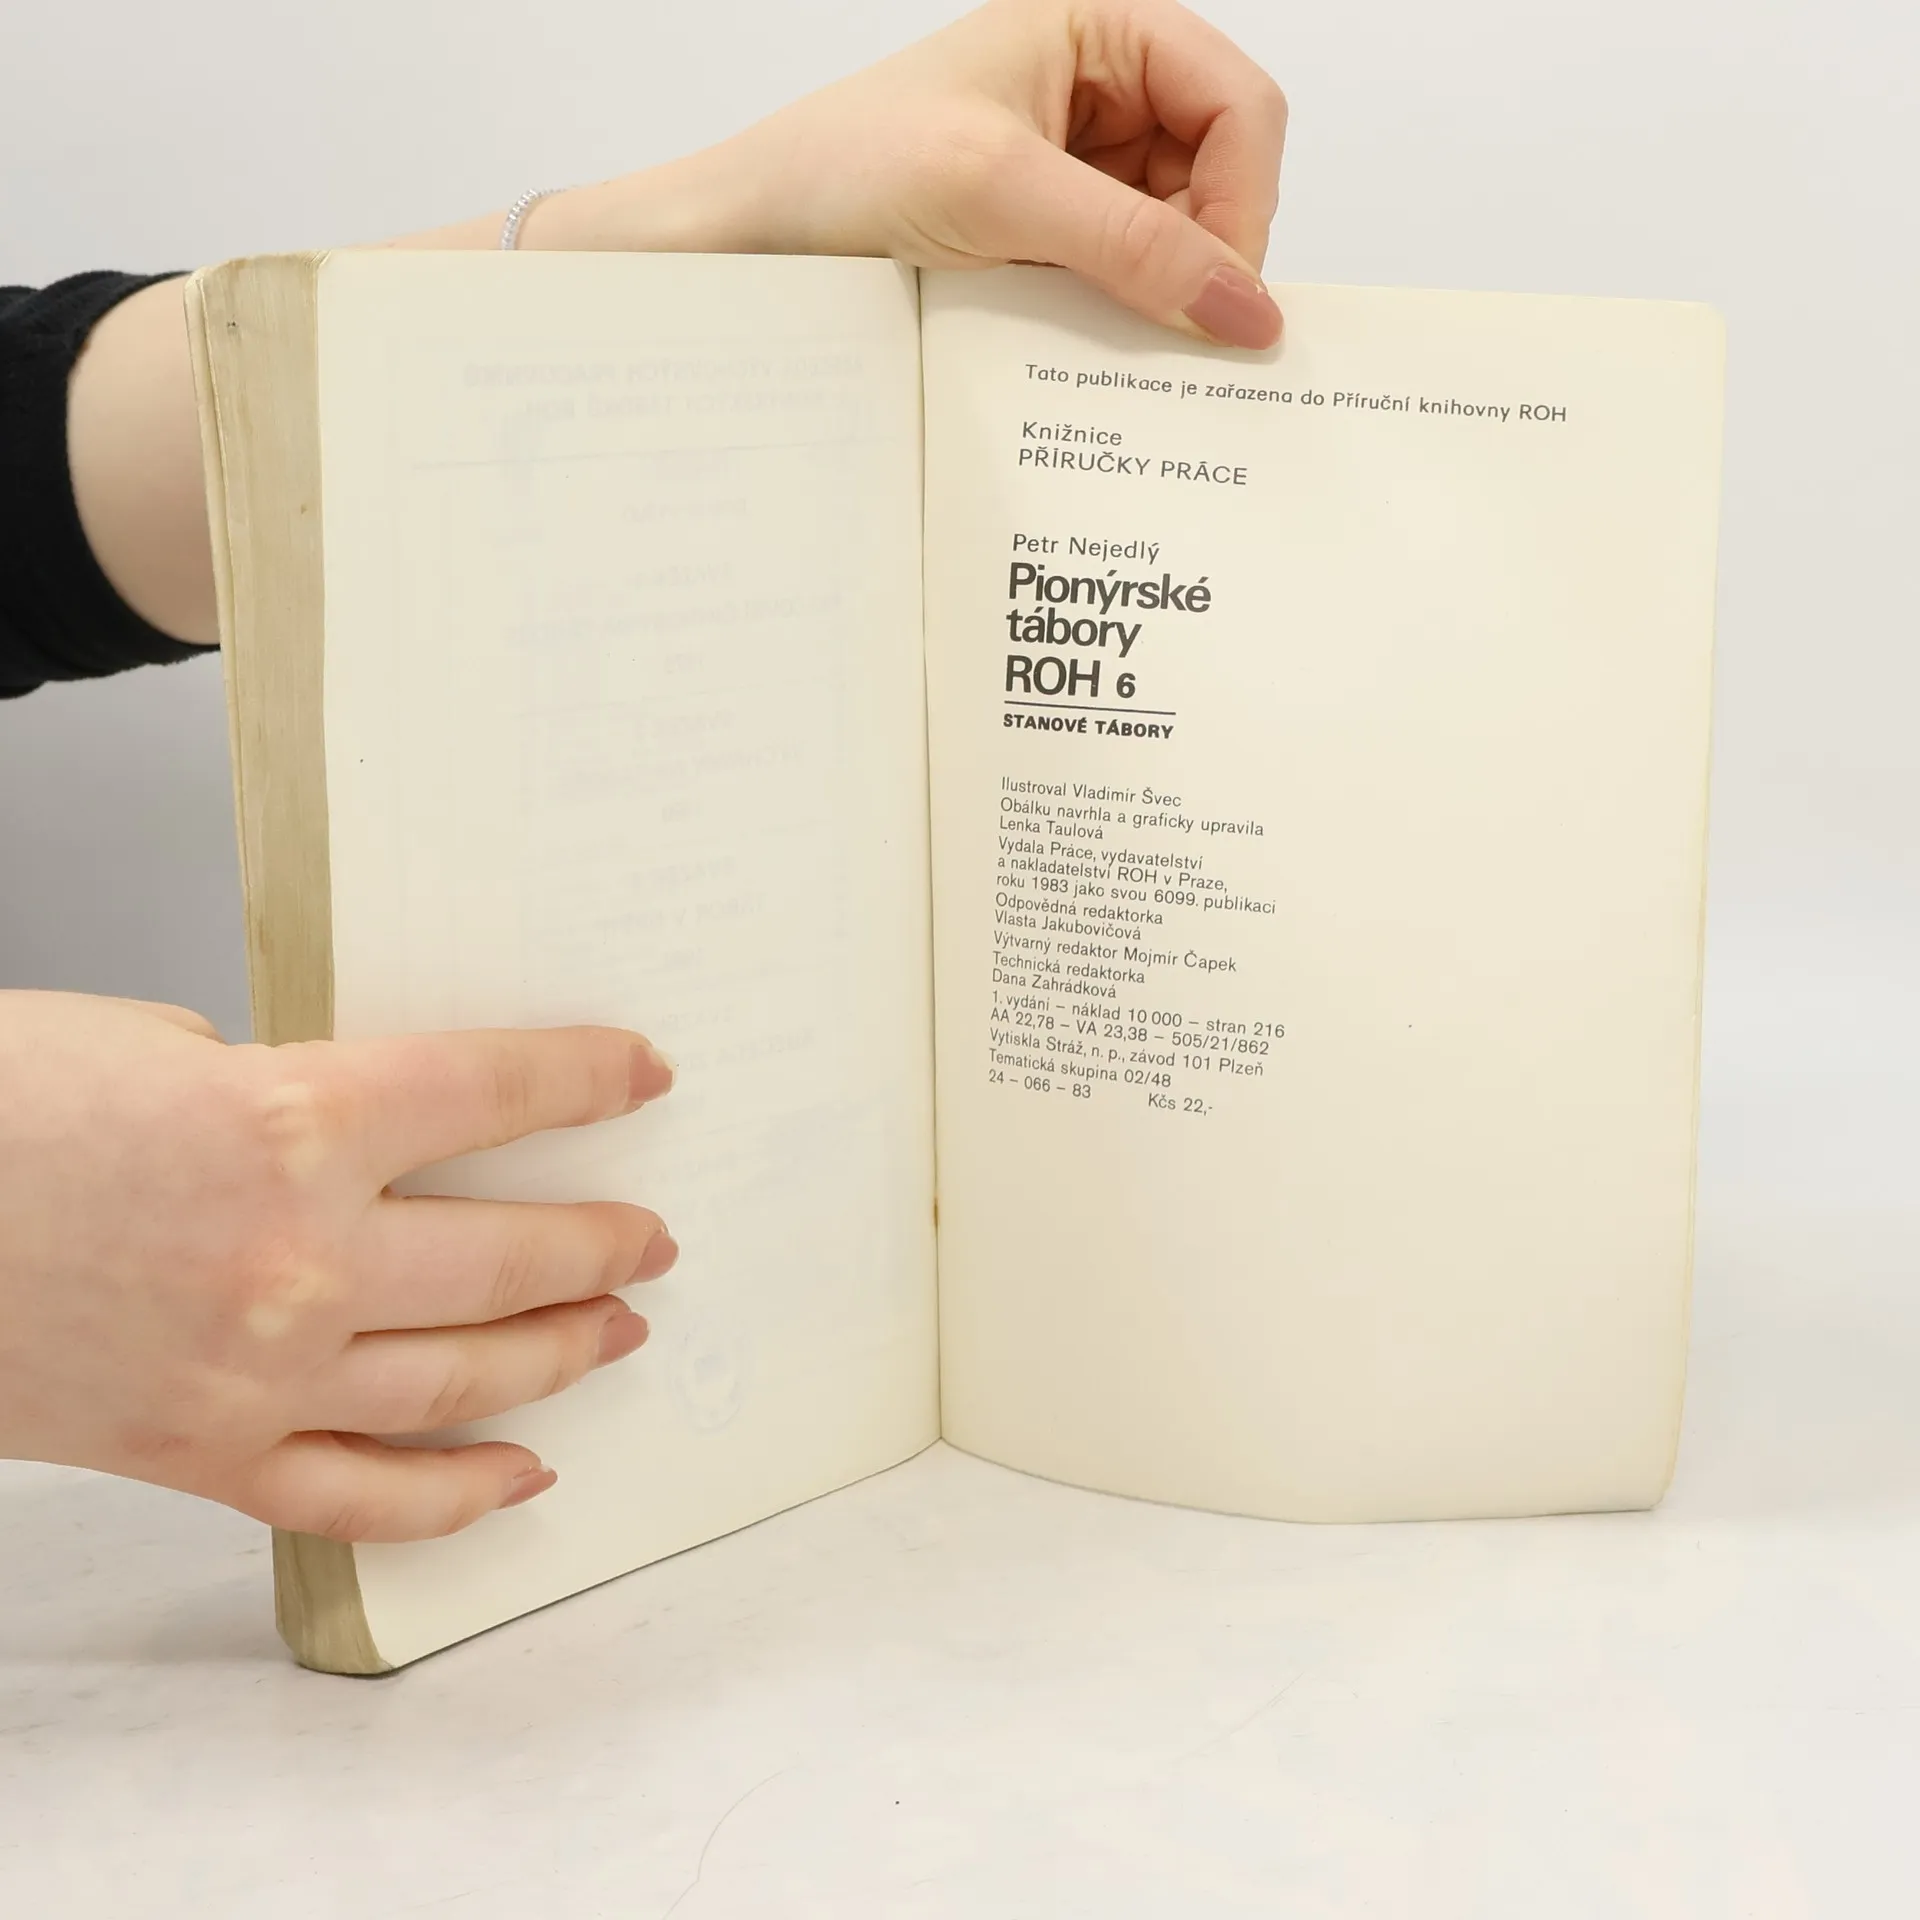 Tato publikace je zařazena do Příruční knihovny ROH
Knižnice
PŘÍRUČKY PRÁCE
Petr Nejedlý
Pionýrské
tábory
ROH 6
STANOVÉ TÁBORY
Ilustroval Vladimír Švec
Obálku navrhla a graficky upravila
Lenka Taulová
Vydala Práce, vydavatelství
a nakladatelství ROH v Praze,
roku 1983 jako svou 6099. publikaci
Odpovědná redaktorka
Vlasta Jakubovičová
Výtvarný redaktor Mojmír Čapek
Technická redaktorka
Dana Zahrádková
1. vydání – náklad 10 000 – stran 216
AA 22,78 – VA 23,38 – 505/21/862
Vytiskla Stráž, n. p., závod 101 Plzeň
Tematická skupina 02/48
24 – 066 – 83 Kčs 22,-